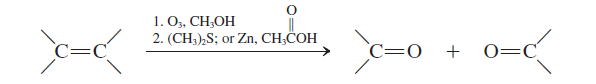 O
1. O₃, CH₃OH
2. (CH₃)₂S; or Zn, CH₃COH
C=C
C=O + O=C